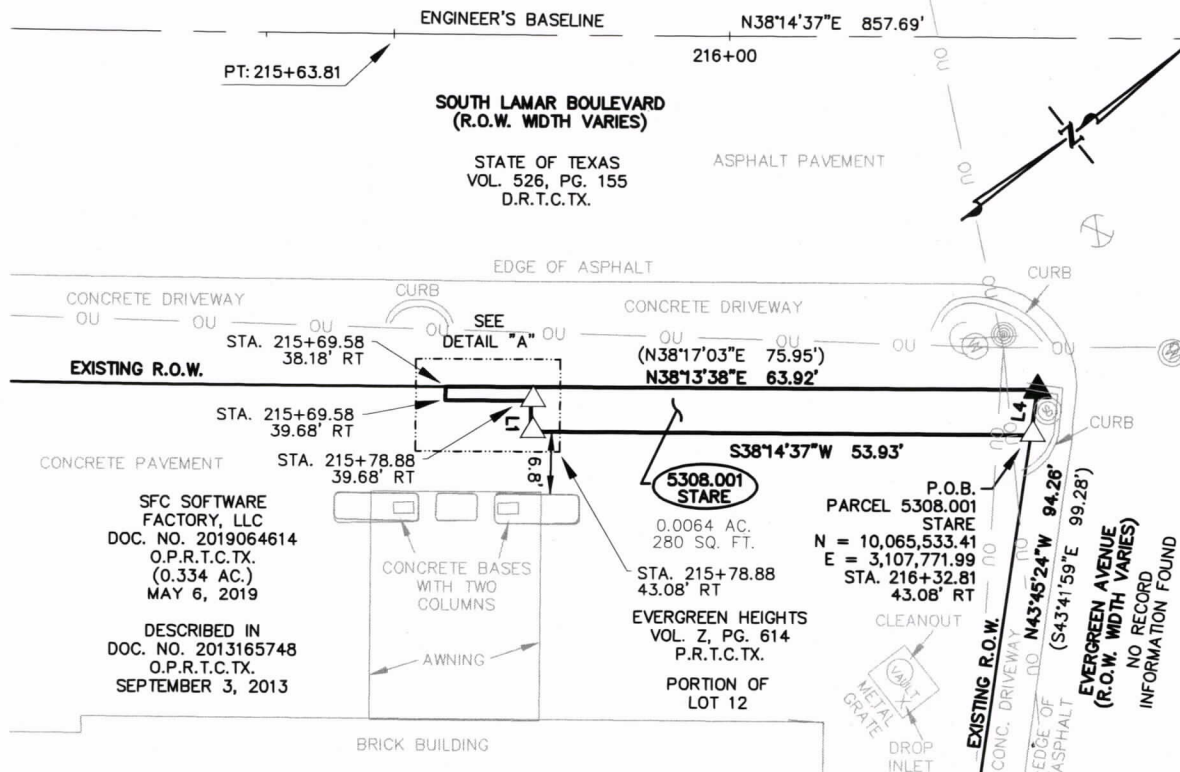 ENGINEER'S BASELINE
N38°14'37"E 857.69'
PT: 215+63.81
216+00
SOUTH LAMAR BOULEVARD
(R.O.W. WIDTH VARIES)
STATE OF TEXAS
VOL. 526, PG. 155
D.R.T.C.TX.
ASPHALT PAVEMENT
OU
OU
OU
OU
Z
EDGE OF ASPHALT
CURB
CURB
CONCRETE DRIVEWAY
CONCRETE DRIVEWAY
OU OU OU OU OU OU OU OU OU
SEE
DETAIL "A"
STA. 215+69.58
38.18' RT
(N38°17'03"E 75.95')
N38°13'38"E 63.92'
EXISTING R.O.W.
STA. 215+69.58
39.68' RT
L1
L4
CURB
STA. 215+78.88
39.68' RT
S38°14'37"W 53.93'
CONCRETE PAVEMENT
6.8'
5308.001
STARE
0.0064 AC.
280 SQ. FT.
P.O.B.
PARCEL 5308.001
STARE
N = 10,065,533.41
E = 3,107,771.99
STA. 216+32.81
43.08' RT
SFC SOFTWARE
FACTORY, LLC
DOC. NO. 2019064614
O.P.R.T.C.TX.
(0.334 AC.)
MAY 6, 2019
CONCRETE BASES
WITH TWO
COLUMNS
STA. 215+78.88
43.08' RT
EVERGREEN HEIGHTS
VOL. Z, PG. 614
P.R.T.C.TX.
PORTION OF
LOT 12
DESCRIBED IN
DOC. NO. 2013165748
O.P.R.T.C.TX.
SEPTEMBER 3, 2013
AWNING
CLEANOUT
VAULT
METAL
GRATE
DROP
INLET
BRICK BUILDING
EXISTING R.O.W.
CONC. DRIVEWAY
OU
OU
N43°45'24"W 94.26'
(S43°41'59"E 99.28')
EDGE OF
ASPHALT
EVERGREEN AVENUE
(R.O.W. WIDTH VARIES)
NO RECORD
INFORMATION FOUND